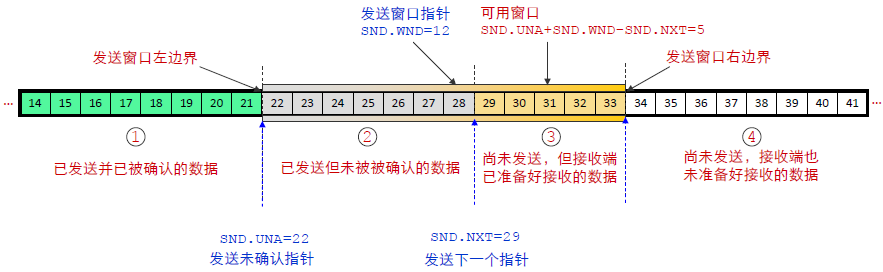 发送窗口指针
SND.WND=12
可用窗口
SND.UNA+SND.WND-SND.NXT=5
发送窗口左边界
发送窗口右边界
... 14 15 16 17 18 19 20 21 22 23 24 25 26 27 28 29 30 31 32 33 34 35 36 37 38 39 40 41 ...
①
已发送并已被确认的数据
②
已发送但未被被确认的数据
③
尚未发送，但接收端
已准备好接收的数据
④
尚未发送，接收端也
未准备好接收的数据
SND.UNA=22
发送未确认指针
SND.NXT=29
发送下一个指针